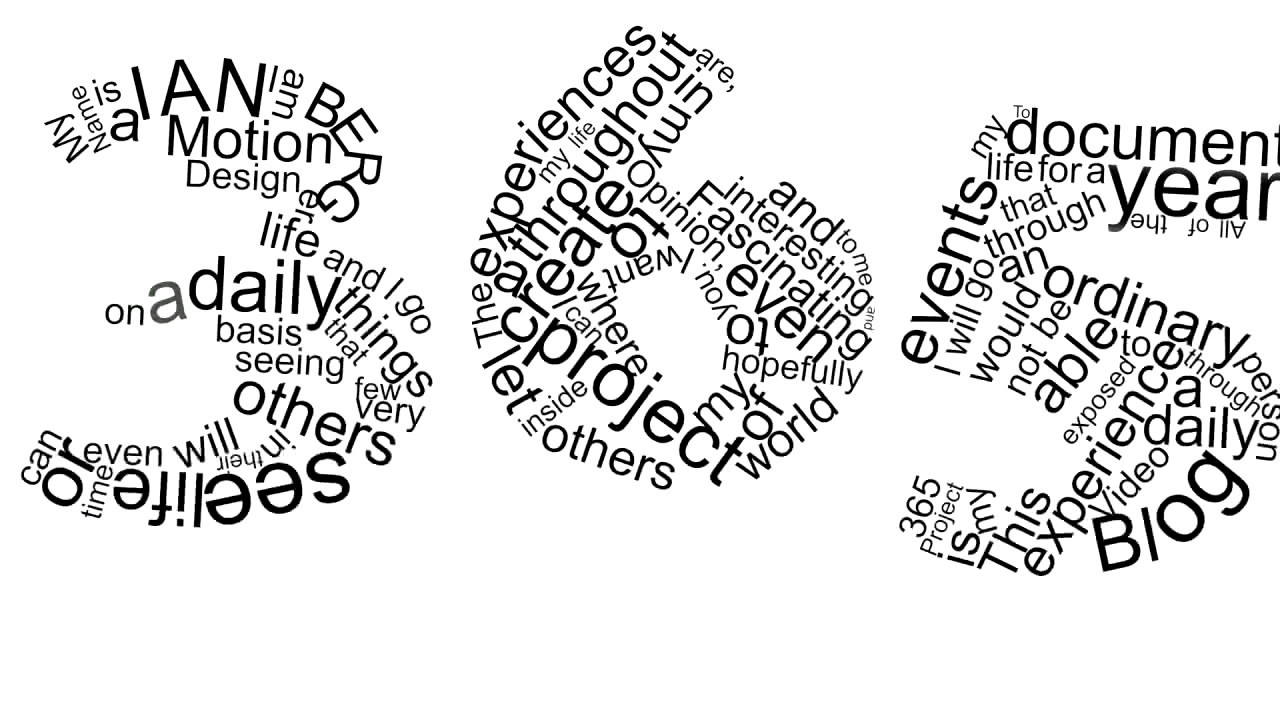 My
Name
is
IAN
BERG
I
am
a
Motion
Design
er
and I go
life
on a daily
basis
things
that
seeing
few
very
others
even will
in
their
can
or
time
see
life
The experiences
throughout
are,
in
my
my life
a
create
Opinion,
Fascinating
interesting
and
to me
and
I want
to
you,
even
to
I can
where
project
let
inside
others
hopefully
my
of
world
To
document
my
life for a year
All of the
events
that
through
I will go
an
ordinary
person
would
not be
able
to
exposed
through
a
daily
Video
Blog
experience
This
is
my
365
Project